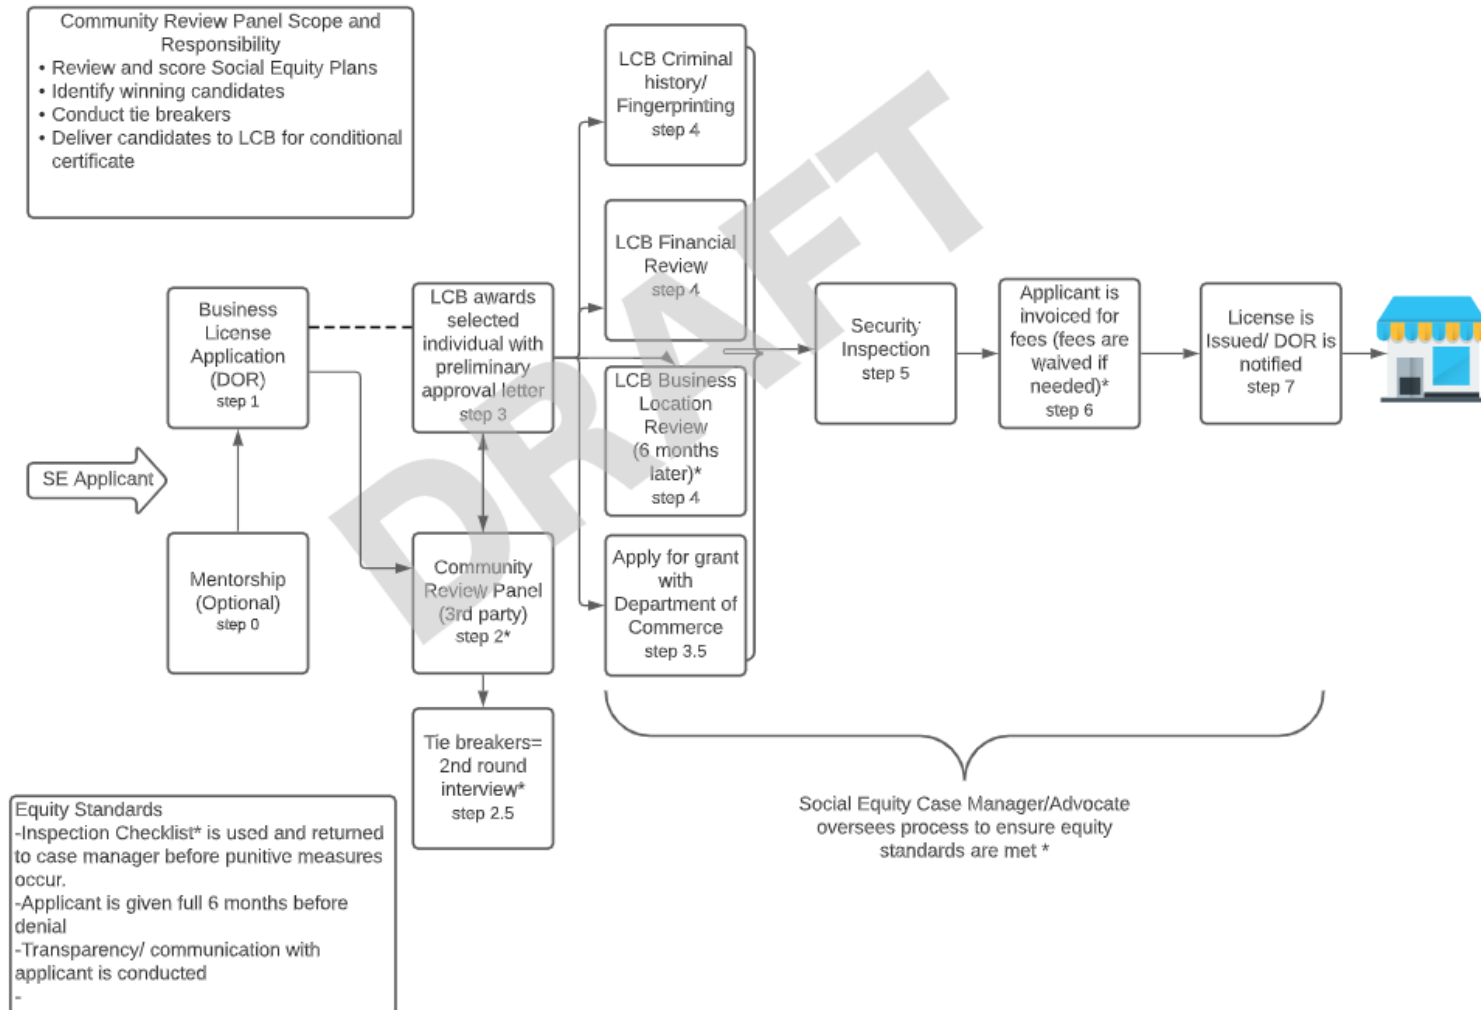 Community Review Panel Scope and
Responsibility
• Review and score Social Equity Plans
• Identify winning candidates
• Conduct tie breakers
• Deliver candidates to LCB for conditional
certificate
LCB Criminal
history/
Fingerprinting
step 4
LCB Financial
Review
step 4
LCB Business
Location
Review
(6 months
later)*
step 4
Apply for grant
with
Department of
Commerce
step 3.5
Business
License
Application
(DOR)
step 1
LCB awards
selected
individual with
preliminary
approval letter
step 3
Security
Inspection
step 5
Applicant is
invoiced for
fees (fees are
waived if
needed)*
step 6
License is
Issued/ DOR is
notified
step 7
SE Applicant
Mentorship
(Optional)
step 0
Community
Review Panel
(3rd party)
step 2*
Tie breakers=
2nd round
interview*
step 2.5
Social Equity Case Manager/Advocate
oversees process to ensure equity
standards are met *
Equity Standards
-Inspection Checklist* is used and returned
to case manager before punitive measures
occur.
-Applicant is given full 6 months before
denial
-Transparency/ communication with
applicant is conducted
-
DRAFT